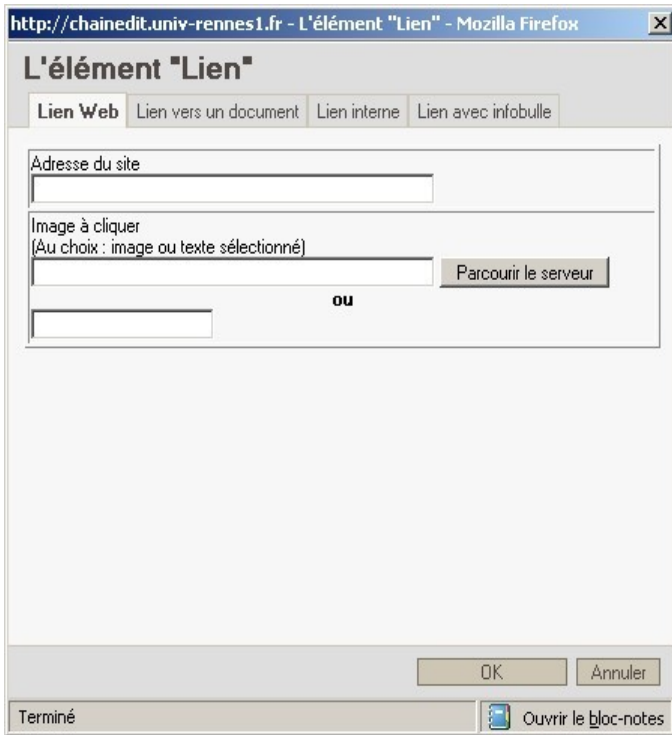 http://chainedit.univ-rennes1.fr - L'élément "Lien" - Mozilla Firefox
L'élément "Lien"
Lien Web Lien vers un document Lien interne Lien avec infobulle
Adresse du site
Image à cliquer
(Au choix : image ou texte sélectionné)
Parcourir le serveur
ou
OK Annuler
Terminé Ouvrir le bloc-notes